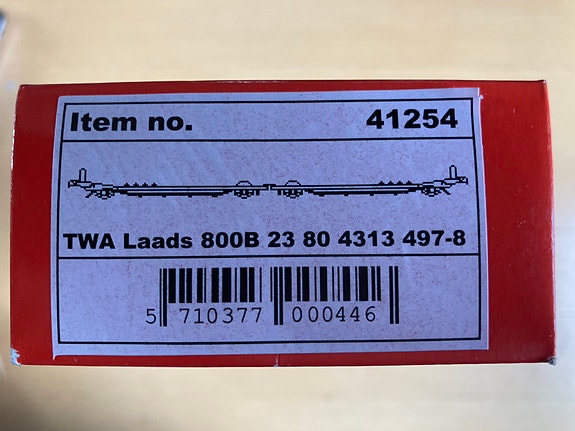 Item no. 41254
TWA Laads 800B 23 80 4313 497-8
5 710377 000446